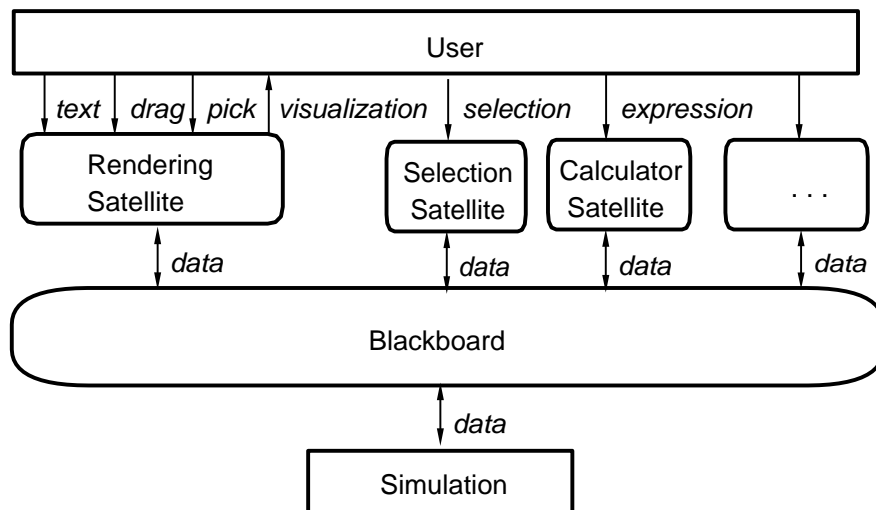 User
text drag pick visualization selection expression
Rendering
Satellite
Selection
Satellite
Calculator
Satellite
. . .
data data data data
Blackboard
data
Simulation